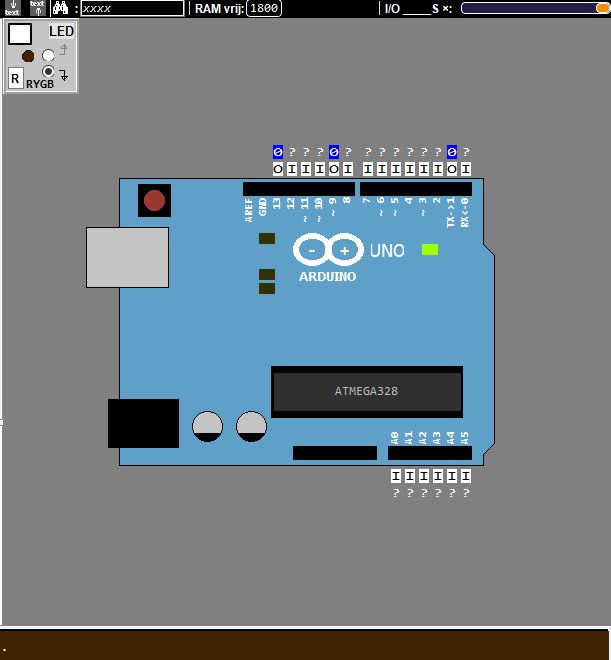 text text : xxxx RAM vrij: 1800 I/O ____S ×:
LED
R RYGB
0 ? ? ? 0 ? ? ? ? ? ? ? 0 ?
O I I I O I I I I I I I O I
AREF GND 13 12 ~ 11 ~ 10 ~ 9 8 7 ~ 6 ~ 5 4 ~ 3 2 TX->1 RX<-0
- + UNO
ARDUINO
ATMEGA328
A0 A1 A2 A3 A4 A5
I I I I I I
? ? ? ? ? ?
.